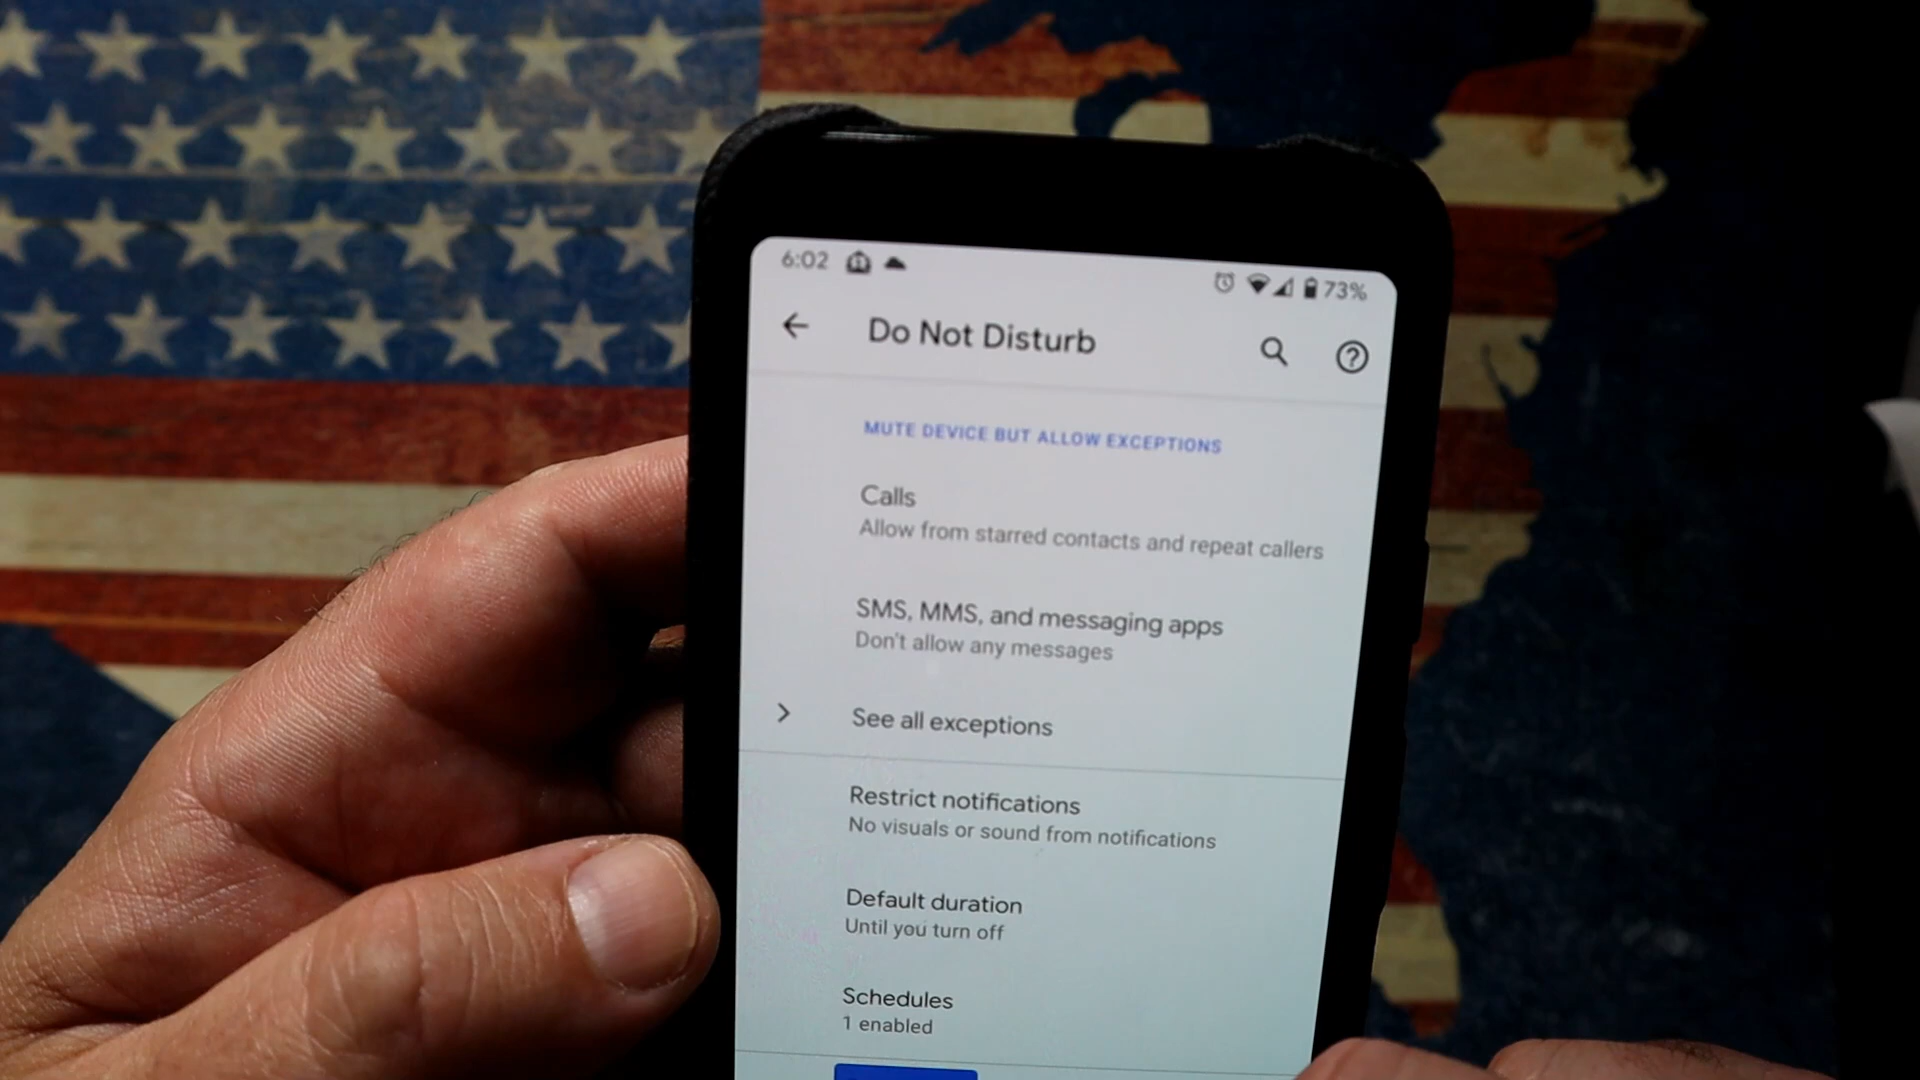 6:02 73%
Do Not Disturb
MUTE DEVICE BUT ALLOW EXCEPTIONS
Calls
Allow from starred contacts and repeat callers
SMS, MMS, and messaging apps
Don't allow any messages
See all exceptions
Restrict notifications
No visuals or sound from notifications
Default duration
Until you turn off
Schedules
1 enabled